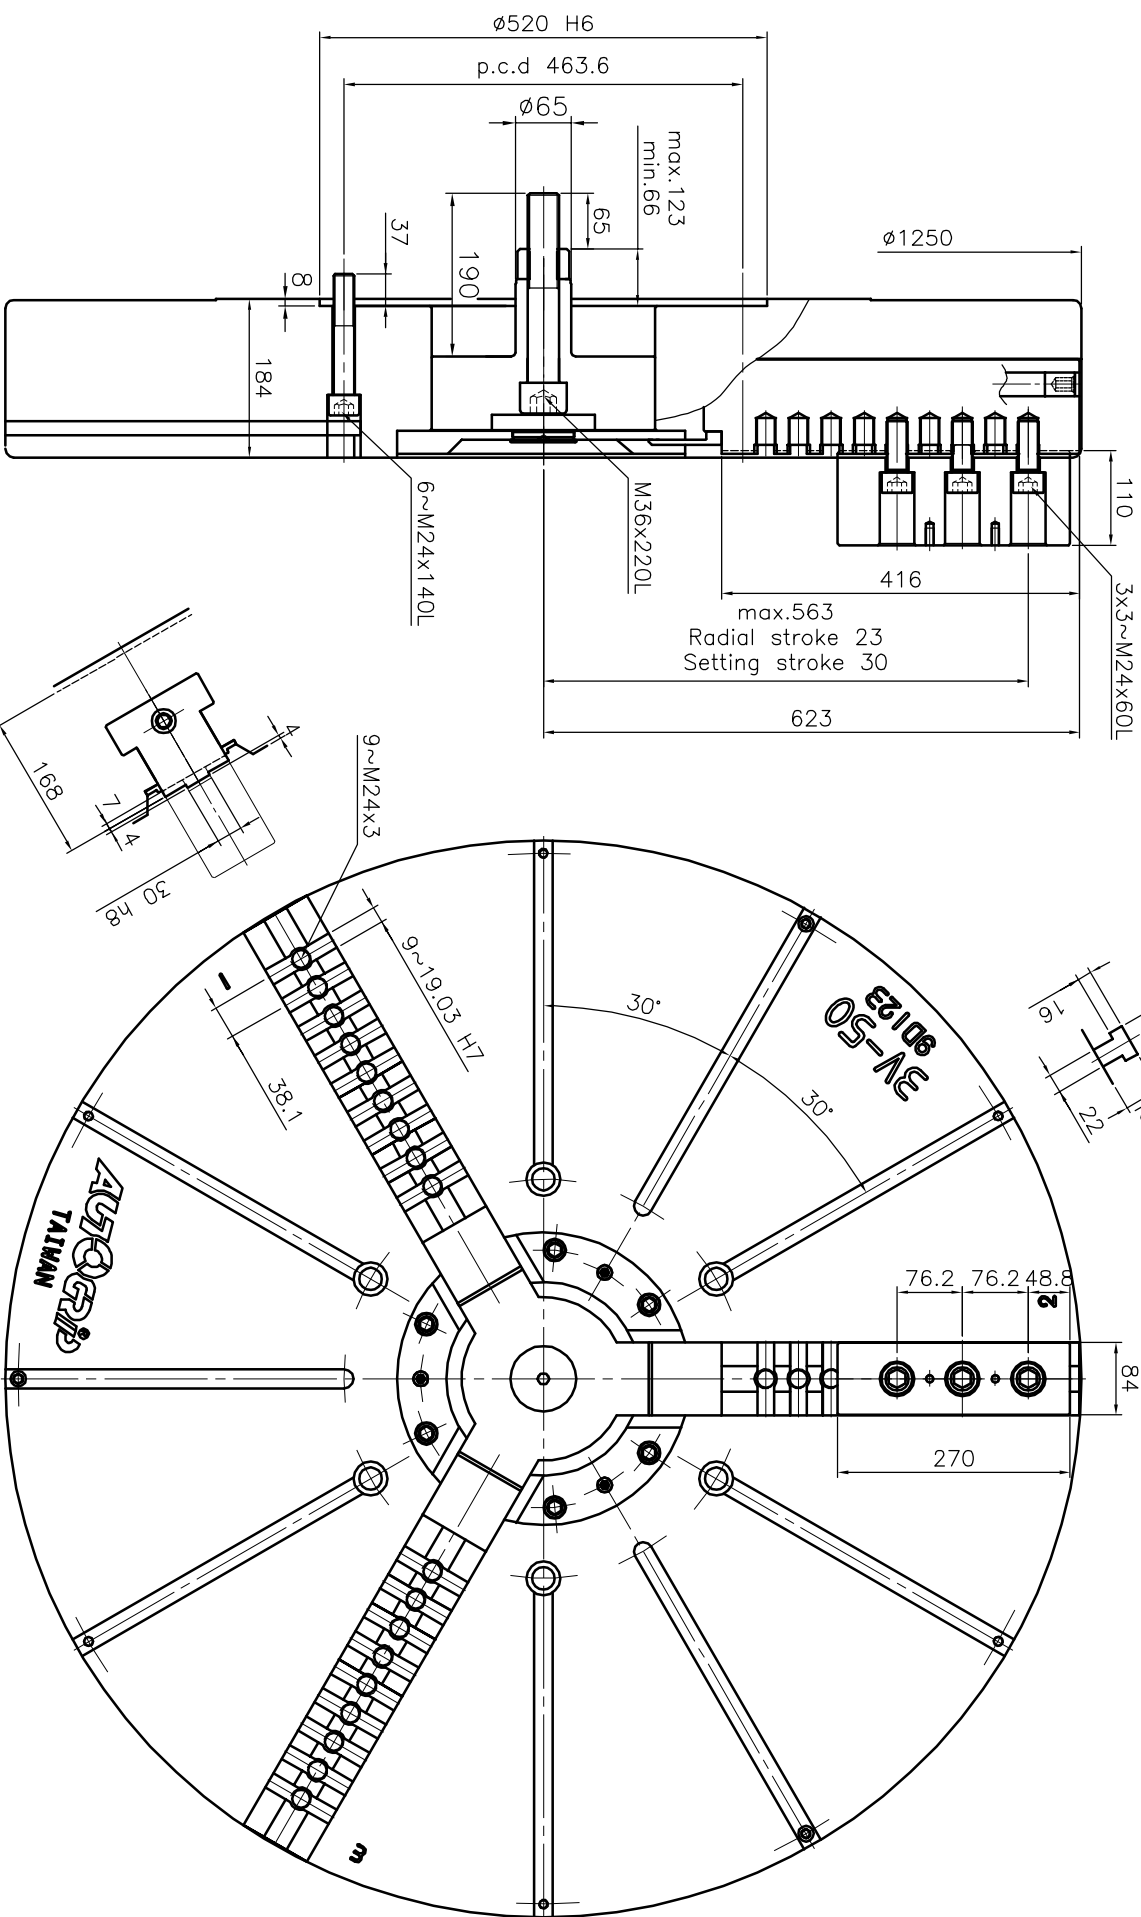 ø520 H6
p.c.d 463.6
ø65
max.123
min.66
65
190
37
8
184
ø1250
110
416
max.563
Radial stroke 23
Setting stroke 30
623
M36x220L
6~M24x140L
3x3~M24x60L
4
168
7
4
30 h8
9~M24x3
9~19.03 H7
38.1
1
30°
30°
3V-50
9D123
16
22
76.2
76.2
48.8
2
84
270
AUTOGRIP®
TAIWAN
3